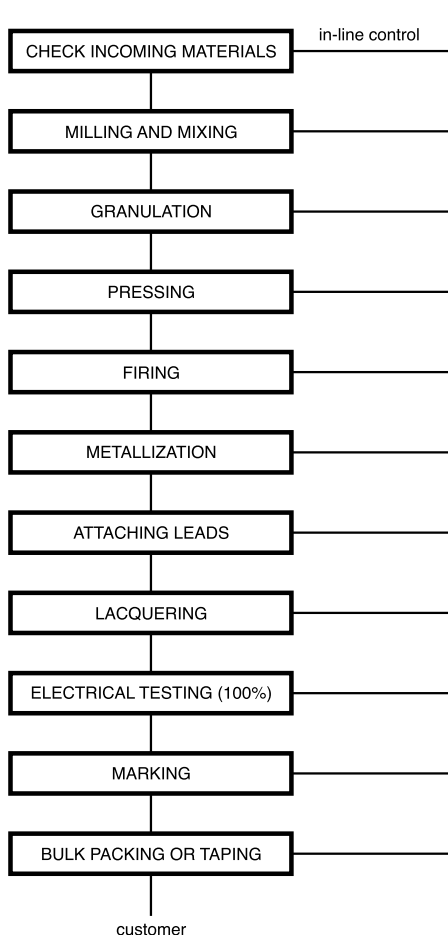 in-line control
CHECK INCOMING MATERIALS
MILLING AND MIXING
GRANULATION
PRESSING
FIRING
METALLIZATION
ATTACHING LEADS
LACQUERING
ELECTRICAL TESTING (100%)
MARKING
BULK PACKING OR TAPING
customer